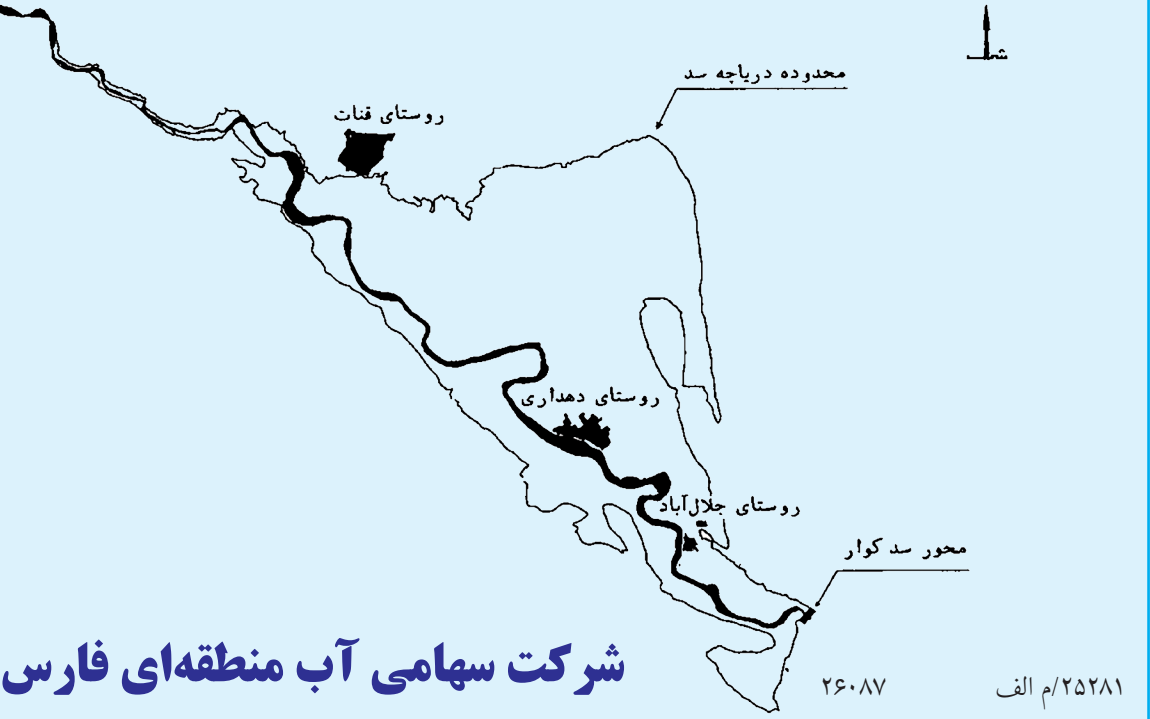 شمال
محدوده دریاچه سد
روستای قنات
روستای دهداری
روستای جلال‌آباد
محور سد کوار
شرکت سهامی آب منطقه‌ای فارس
۲۶۰۸۷
۲۵۲۸۱/م الف